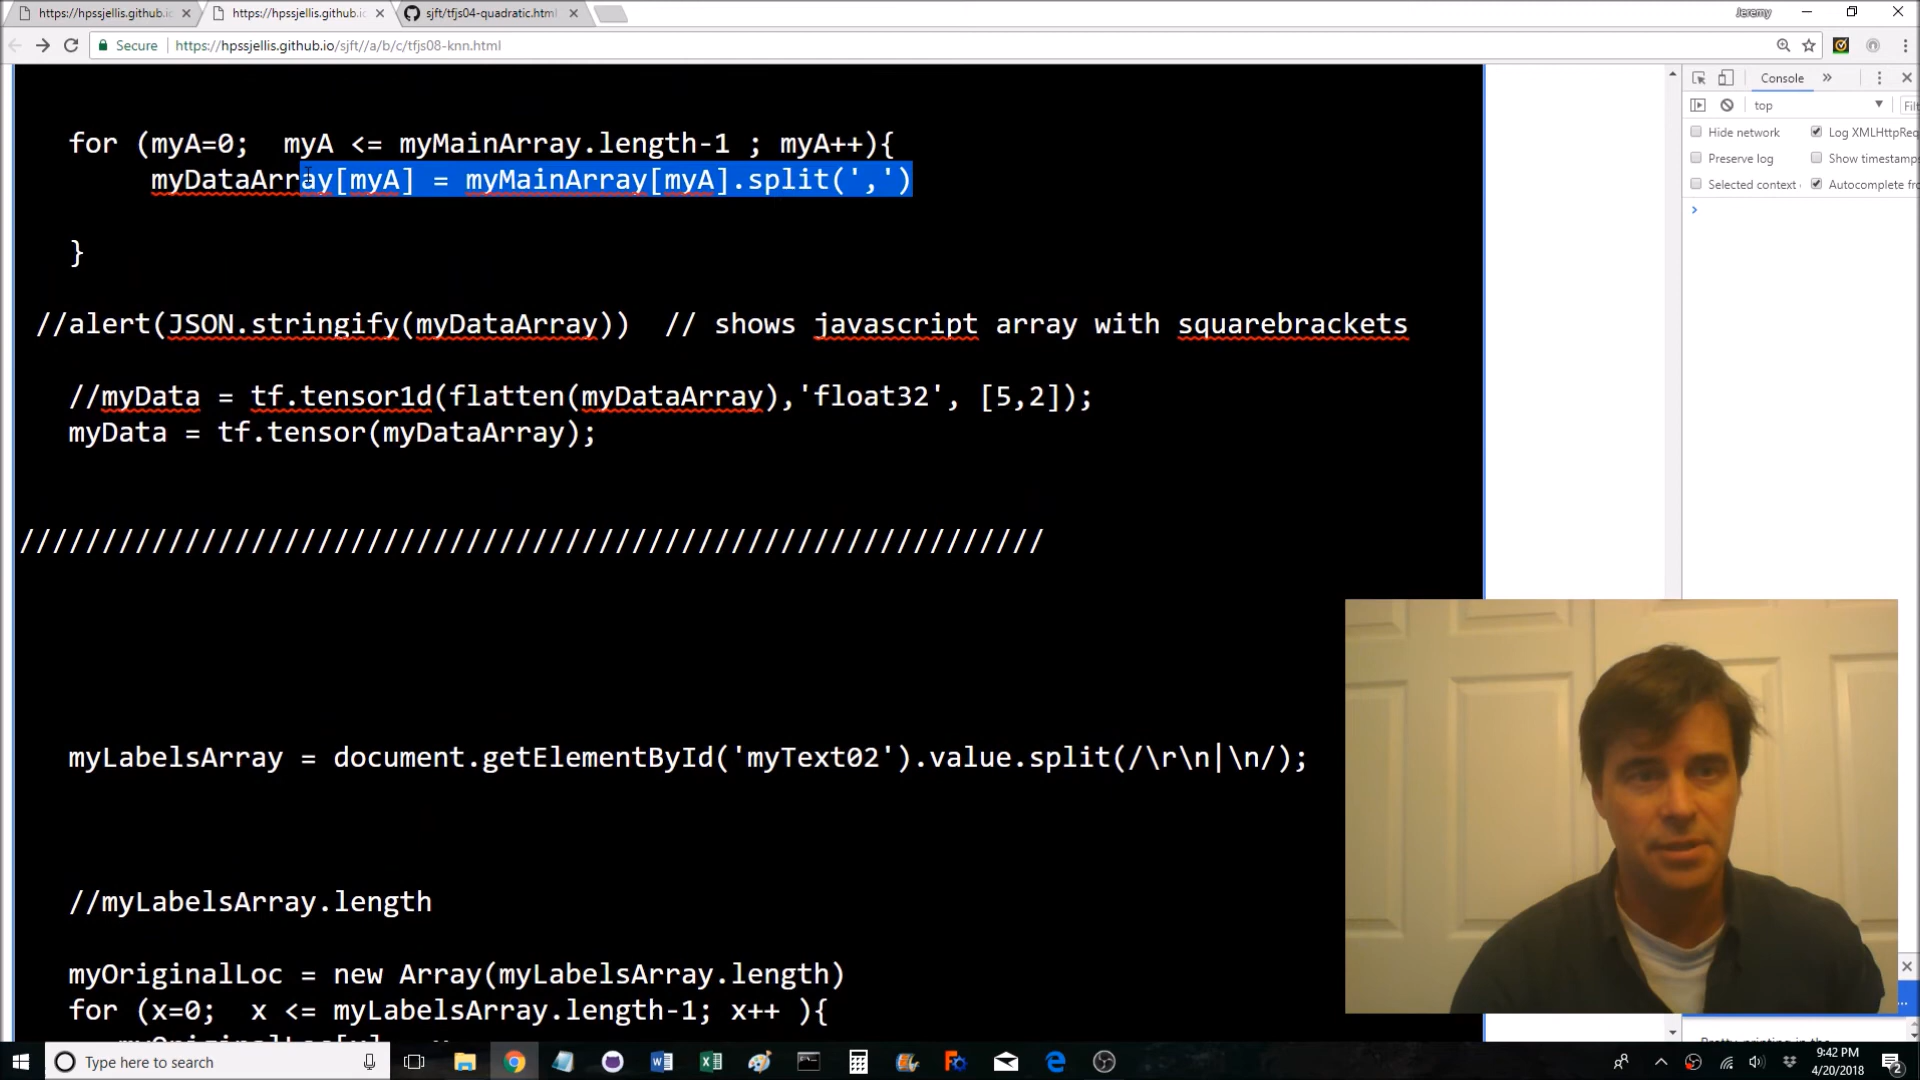 https://hpssjellis.github.io
https://hpssjellis.github.io
sjft/tfjs04-quadratic.html
Jeremy
Secure
https://hpssjellis.github.io/sjft//a/b/c/tfjs08-knn.html
for (myA=0;  myA <= myMainArray.length-1 ; myA++){
myDataArray[myA] = myMainArray[myA].split(',')
}
//alert(JSON.stringify(myDataArray))  // shows javascript array with squarebrackets
//myData = tf.tensor1d(flatten(myDataArray),'float32', [5,2]);
myData = tf.tensor(myDataArray);
//////////////////////////////////////////////////////////////
myLabelsArray = document.getElementById('myText02').value.split(/\r\n|\n/);
//myLabelsArray.length
myOriginalLoc = new Array(myLabelsArray.length)
for (x=0;  x <= myLabelsArray.length-1; x++ ){
Console
»
top
Hide network
Log XMLHttpReq
Preserve log
Show timestamps
Selected context
Autocomplete fro
Type here to search
9:42 PM
4/20/2018
2